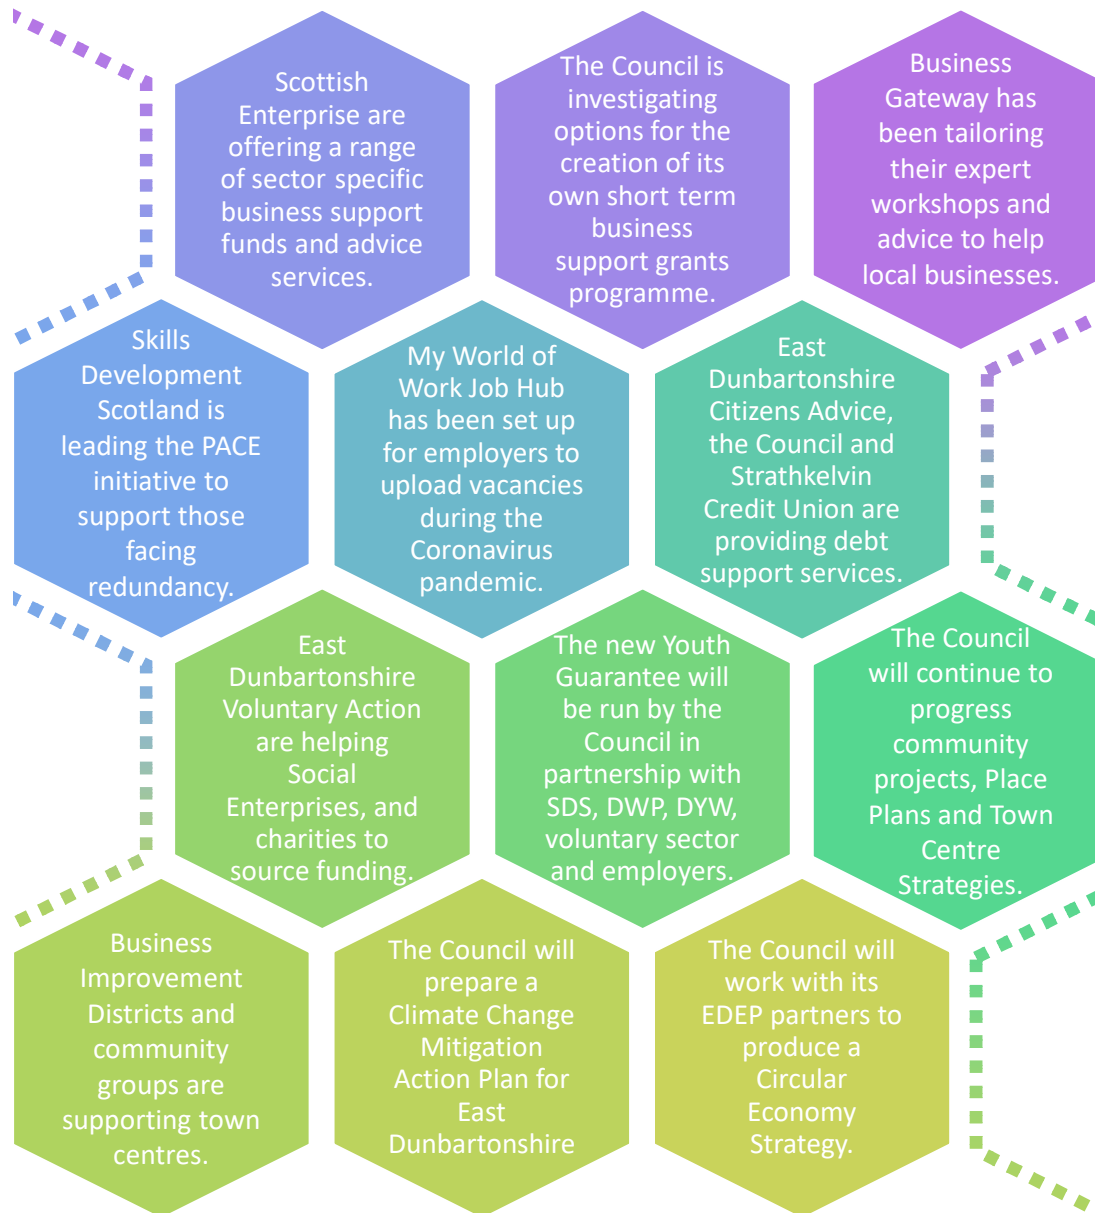 Scottish
Enterprise are
offering a range
of sector specific
business support
funds and advice
services.
The Council is
investigating
options for the
creation of its
own short term
business
support grants
programme.
Business
Gateway has
been tailoring
their expert
workshops and
advice to help
local businesses.
Skills
Development
Scotland is
leading the PACE
initiative to
support those
facing
redundancy.
My World of
Work Job Hub
has been set up
for employers to
upload vacancies
during the
Coronavirus
pandemic.
East
Dunbartonshire
Citizens Advice,
the Council and
Strathkelvin
Credit Union are
providing debt
support services.
East
Dunbartonshire
Voluntary Action
are helping
Social
Enterprises, and
charities to
source funding.
The new Youth
Guarantee will
be run by the
Council in
partnership with
SDS, DWP, DYW,
voluntary sector
and employers.
The Council
will continue to
progress
community
projects, Place
Plans and Town
Centre
Strategies.
Business
Improvement
Districts and
community
groups are
supporting town
centres.
The Council will
prepare a
Climate Change
Mitigation
Action Plan for
East
Dunbartonshire
The Council will
work with its
EDEP partners to
produce a
Circular
Economy
Strategy.